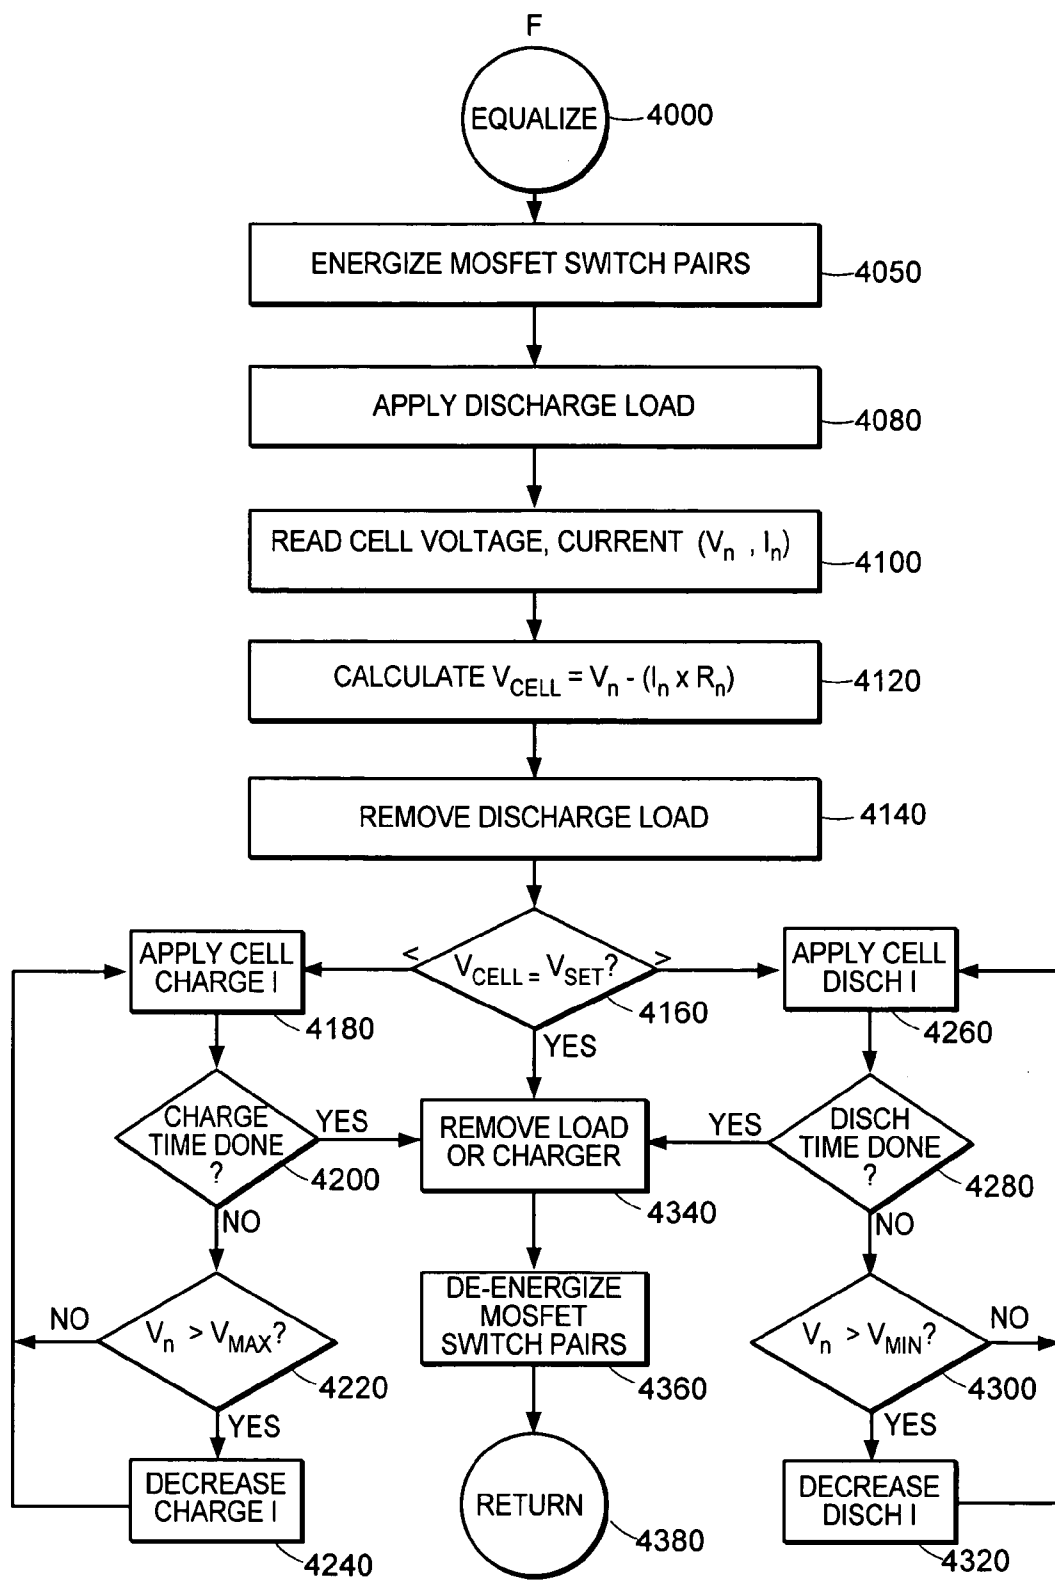 F
EQUALIZE
4000
ENERGIZE MOSFET SWITCH PAIRS
4050
APPLY DISCHARGE LOAD
4080
READ CELL VOLTAGE, CURRENT (Vn , In)
4100
CALCULATE VCELL = Vn - (In x Rn)
4120
REMOVE DISCHARGE LOAD
4140
<
VCELL = VSET?
>
4160
YES
APPLY CELL
CHARGE I
4180
APPLY CELL
DISCH I
4260
CHARGE
TIME DONE
?
YES
4200
NO
REMOVE LOAD
OR CHARGER
4340
YES
DISCH
TIME DONE
?
4280
NO
NO
Vn > VMAX?
4220
YES
DE-ENERGIZE
MOSFET
SWITCH PAIRS
4360
Vn > VMIN?
NO
4300
YES
DECREASE
CHARGE I
4240
RETURN
4380
DECREASE
DISCH I
4320